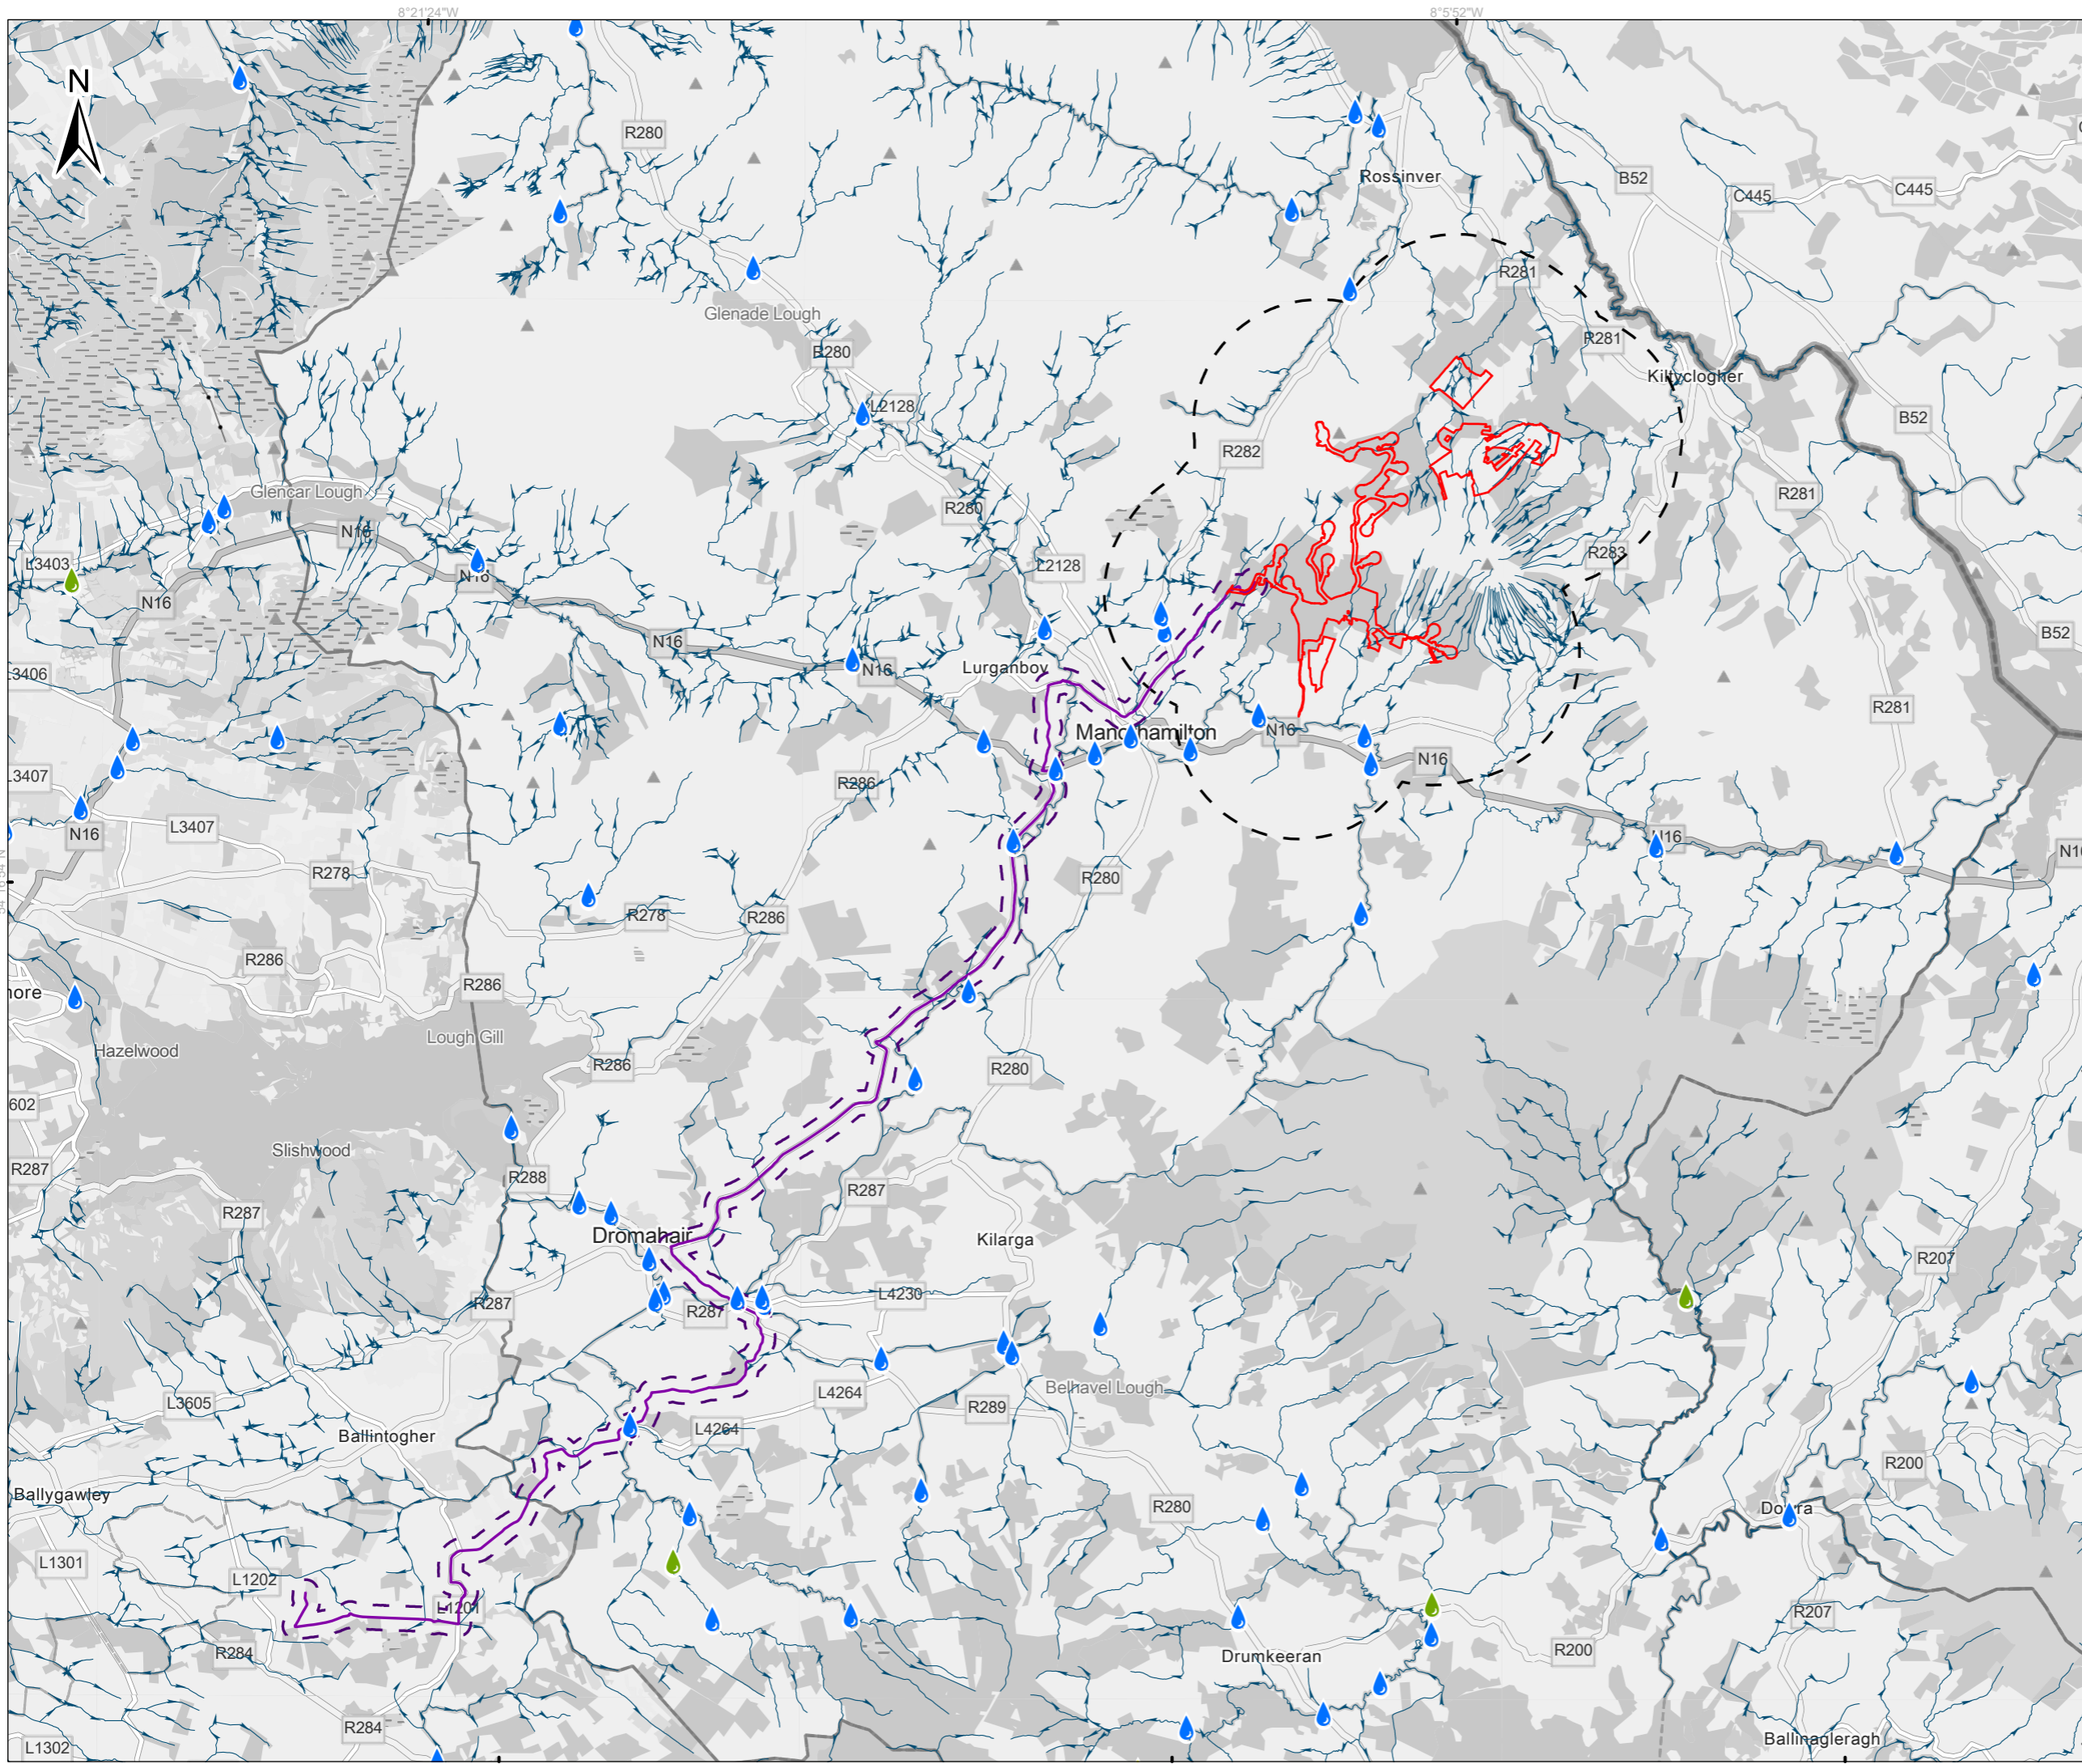 8°21'24"W
8°5'52"W
N
R280
B52
C445
C445
Rossinver
R281
Glenade Lough
R280
R281
Kiltyclogher
L2128
B52
R282
Glencar Lough
R281
R280
N16
R283
L3403
L2128
N16
N16
B52
N16
Lurganboy
N16
3406
R281
N16
N16
L3407
R286
N16
L3407
N16
R278
R280
R278
R286
R286
R286
Lough Gill
Hazelwood
R286
R280
602
Slishwood
R287
R288
R287
R287
Dromahair
Kilarga
R207
R287
R287
L4230
Belhavel Lough
L4264
L3605
R289
L4264
Ballintogher
R200
Ballygawley
R280
L1301
L1202
L1201
R207
R284
R200
Drumkeeran
R284
L1302
Ballinagleragh